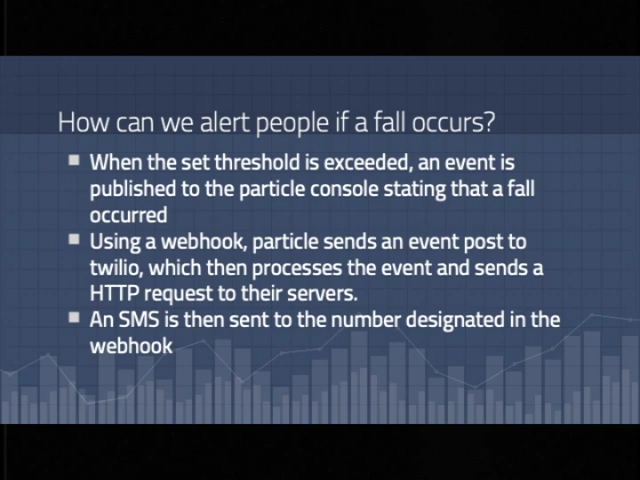 How can we alert people if a fall occurs?
When the set threshold is exceeded, an event is
published to the particle console stating that a fall
occurred
Using a webhook, particle sends an event post to
twilio, which then processes the event and sends a
HTTP request to their servers.
An SMS is then sent to the number designated in the
webhook